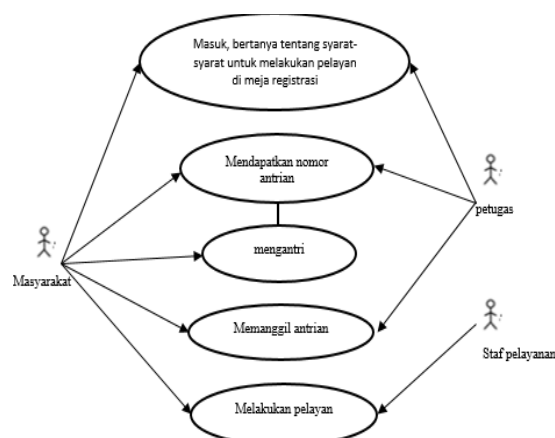 Masuk, bertanya tentang syarat-
syarat untuk melakukan pelayan
di meja registrasi
Mendapatkan nomor
antrian
petugas
mengantri
Masyarakat
Memanggil antrian
Staf pelayanan
Melakukan pelayan